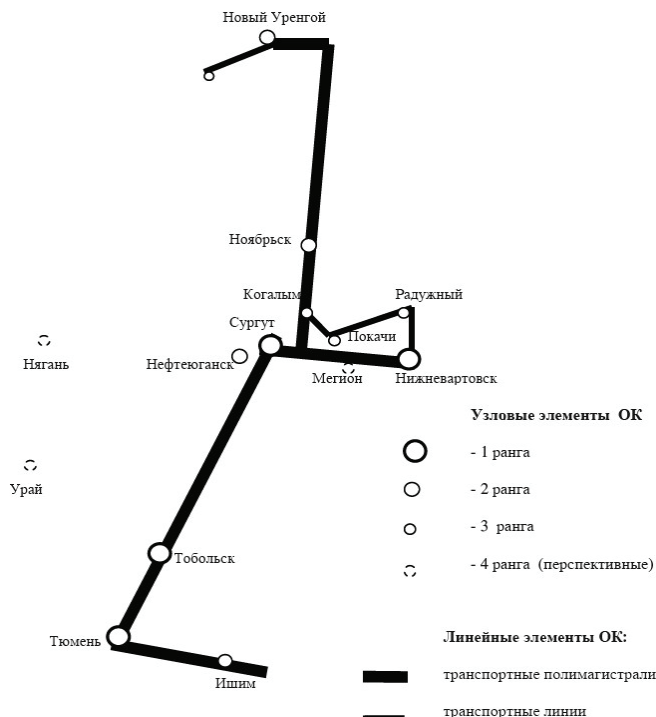 Новый Уренгой
Ноябрьск
Когалым
Радужный
Сургут
Покачи
Нягань
Нефтеюганск
Мегион
Нижневартовск
Узловые элементы ОК
- 1 ранга
- 2 ранга
Урай
- 3 ранга
- 4 ранга (перспективные)
Тобольск
Тюмень
Линейные элементы ОК:
транспортные полимагистрали
Ишим
транспортные линии